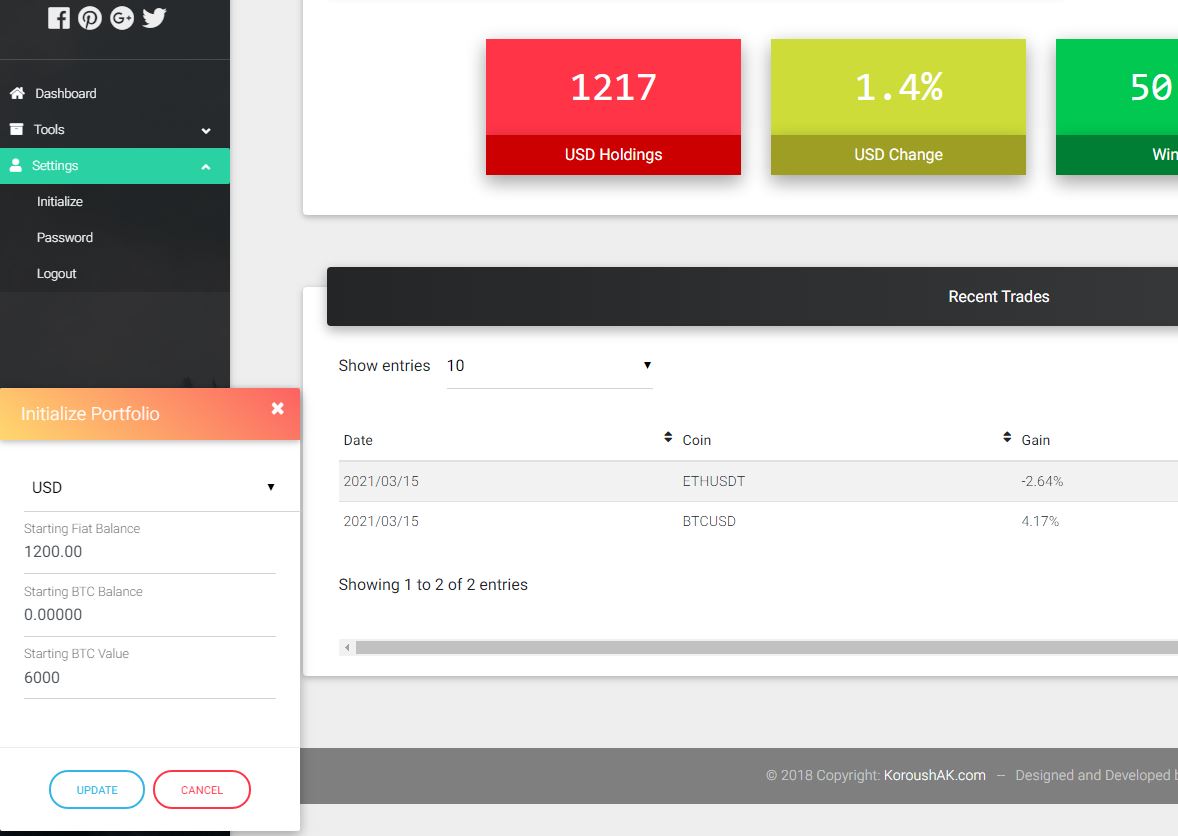 1217
1.4%
50
USD Holdings
USD Change
Dashboard
Tools
Settings
Initialize
Password
Logout
Recent Trades
Show entries 10
Date Coin Gain
2021/03/15 ETHUSDT -2.64%
2021/03/15 BTCUSD 4.17%
Showing 1 to 2 of 2 entries
Initialize Portfolio
USD
Starting Fiat Balance
1200.00
Starting BTC Balance
0.00000
Starting BTC Value
6000
UPDATE CANCEL
© 2018 Copyright: KoroushAK.com -- Designed and Developed